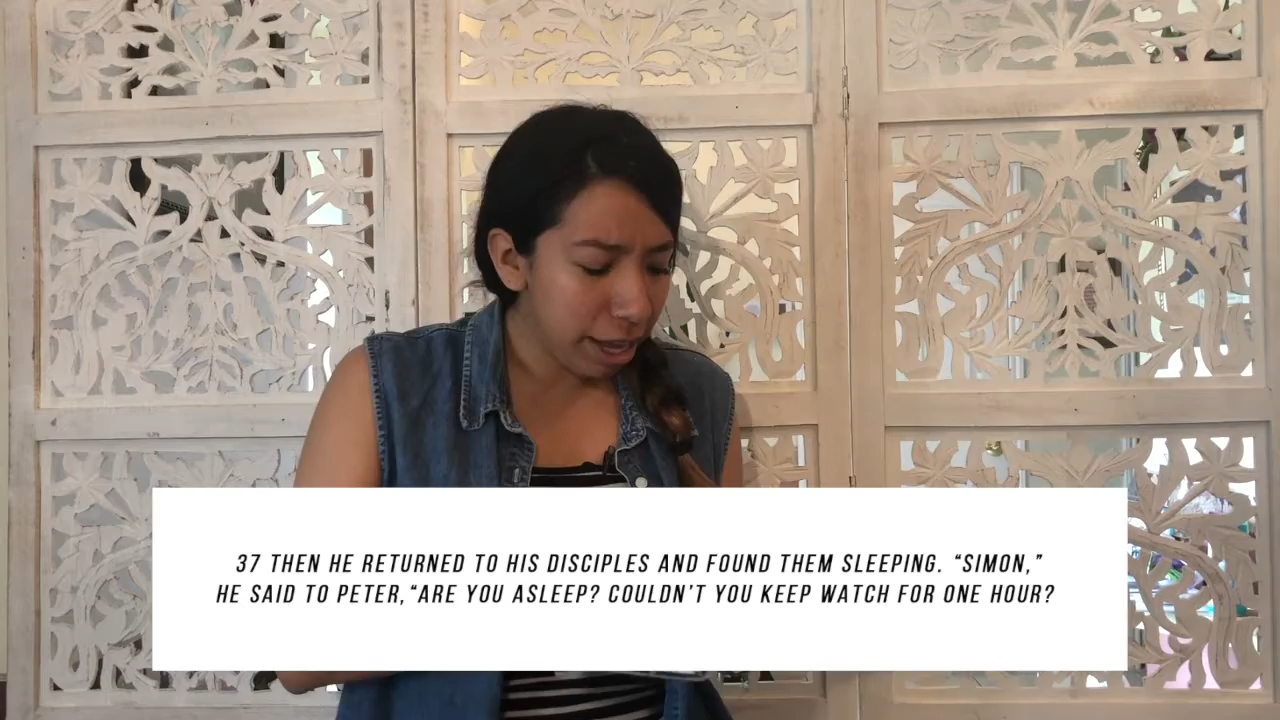 37 THEN HE RETURNED TO HIS DISCIPLES AND FOUND THEM SLEEPING. “SIMON,”
HE SAID TO PETER,“ARE YOU ASLEEP? COULDN’T YOU KEEP WATCH FOR ONE HOUR?